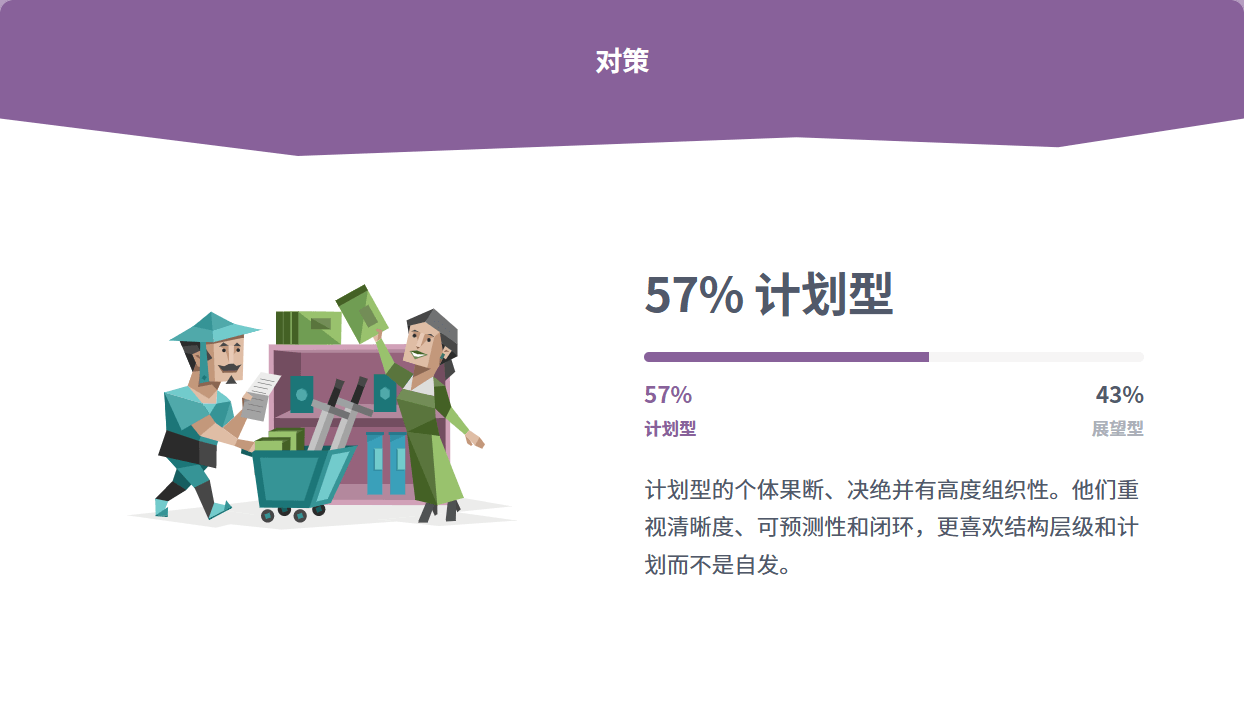 对策
57% 计划型
57%
43%
计划型
展望型
计划型的个体果断、决绝并有高度组织性。他们重
视清晰度、可预测性和闭环，更喜欢结构层级和计
划而不是自发。